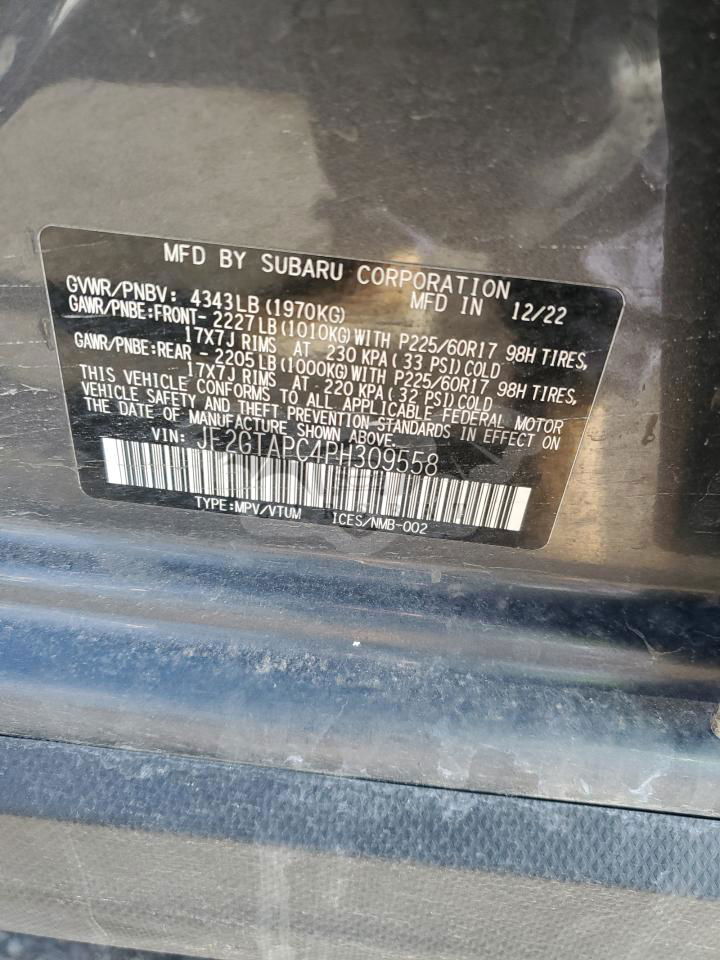 MFD BY SUBARU CORPORATION
GVWR/PNBV: 4343LB(1970KG) MFD IN 12/22
GAWR/PNBE:FRONT- 2227LB(1010KG)WITH P225/60R17 98H TIRES,
17X7J RIMS AT 230 KPA(33 PSI)COLD
GAWR/PNBE:REAR - 2205LB(1000KG)WITH P225/60R17 98H TIRES,
17X7J RIMS AT 220 KPA(32 PSI)COLD
THIS VEHICLE CONFORMS TO ALL APPLICABLE FEDERAL MOTOR
VEHICLE SAFETY AND THEFT PREVENTION STANDARDS IN EFFECT ON
THE DATE OF MANUFACTURE SHOWN ABOVE.
VIN: JF2GTAPC4PH309558
TYPE:MPV/VTUM ICES/NMB-002